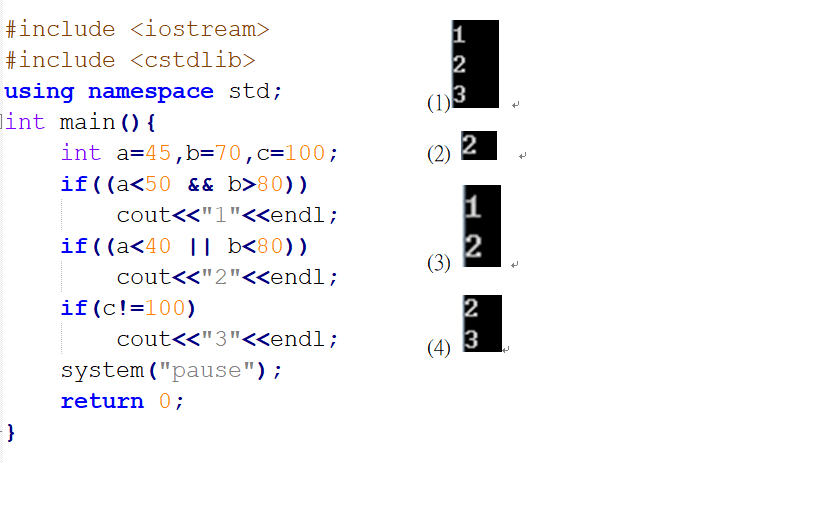 #include <iostream>
#include <cstdlib>
using namespace std;
int main(){
    int a=45,b=70,c=100;
    if((a<50 && b>80))
        cout<<"1"<<endl;
    if((a<40 || b<80))
        cout<<"2"<<endl;
    if(c!=100)
        cout<<"3"<<endl;
    system("pause");
    return 0;
}
1
2
(1) 3
(2) 2
1
(3) 2
2
(4) 3